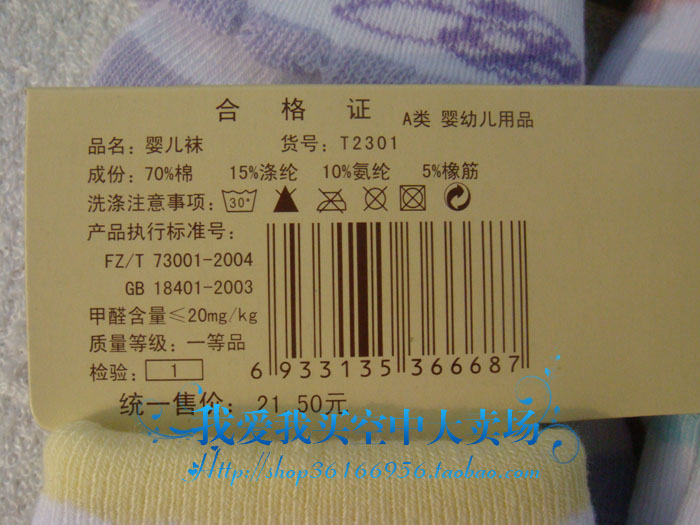 合格证 A类 婴幼儿用品
品名: 婴儿袜 货号: T2301
成份: 70%棉 15%涤纶 10%氨纶 5%橡筋
洗涤注意事项: 30°
产品执行标准号:
FZ/T 73001-2004
GB 18401-2003
甲醛含量≤20mg/kg
质量等级: 一等品
检验: 1
6 933135 366687
统一售价: 21.50元
我爱我买空中大卖场
Http://shop36166956.taobao.com